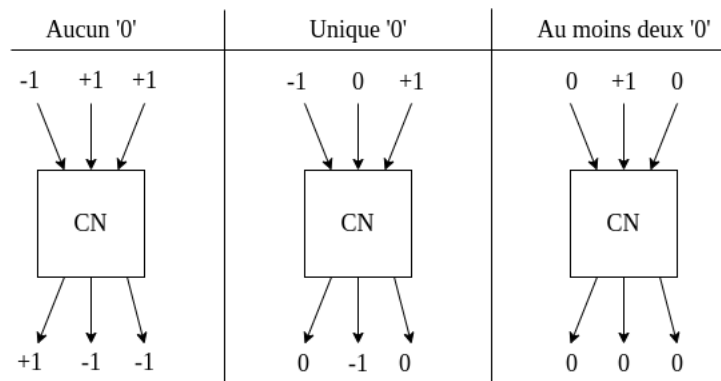 Aucun '0' Unique '0' Au moins deux '0'
-1 +1 +1 -1 0 +1 0 +1 0
CN CN CN
+1 -1 -1 0 -1 0 0 0 0